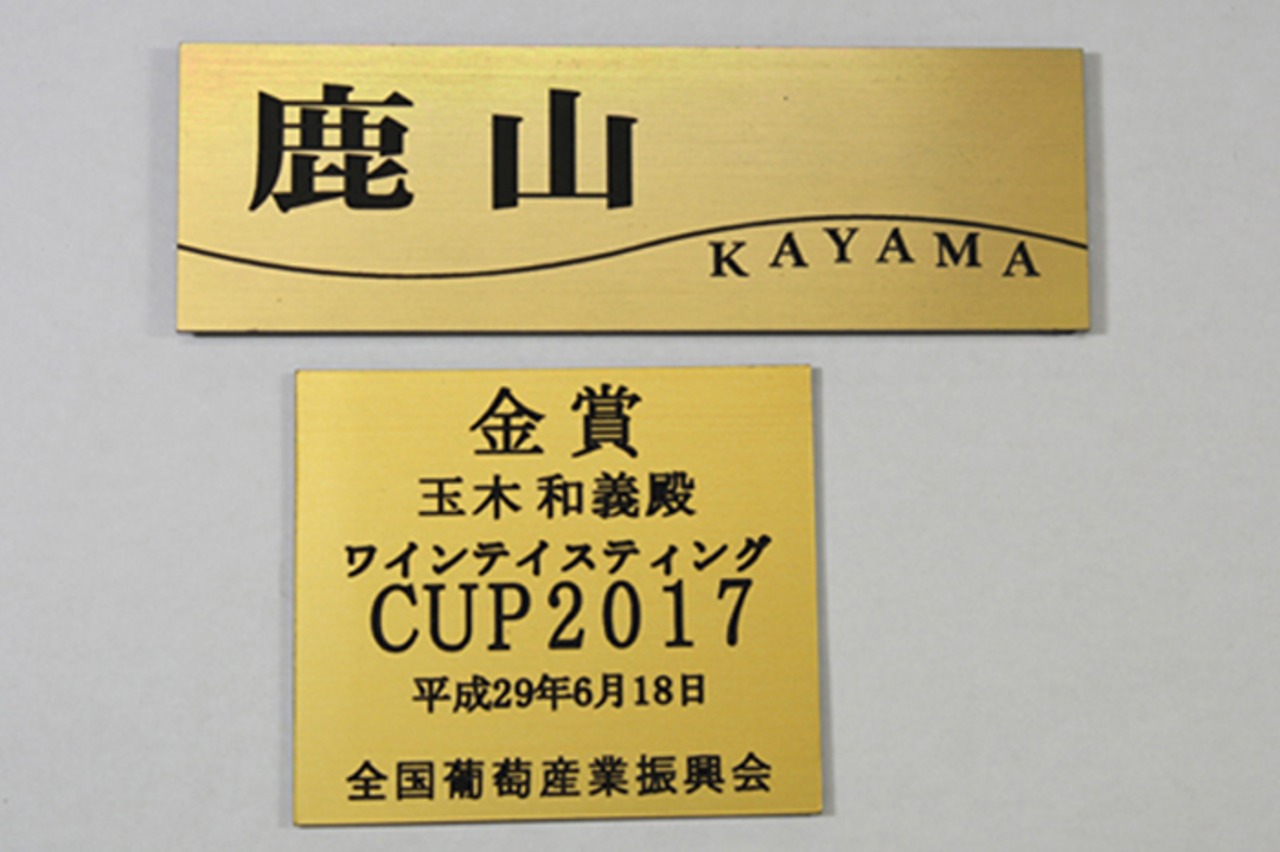 鹿山
KAYAMA
金賞
玉木 和義殿
ワインテイスティング
CUP2017
平成29年6月18日
全国葡萄産業振興会